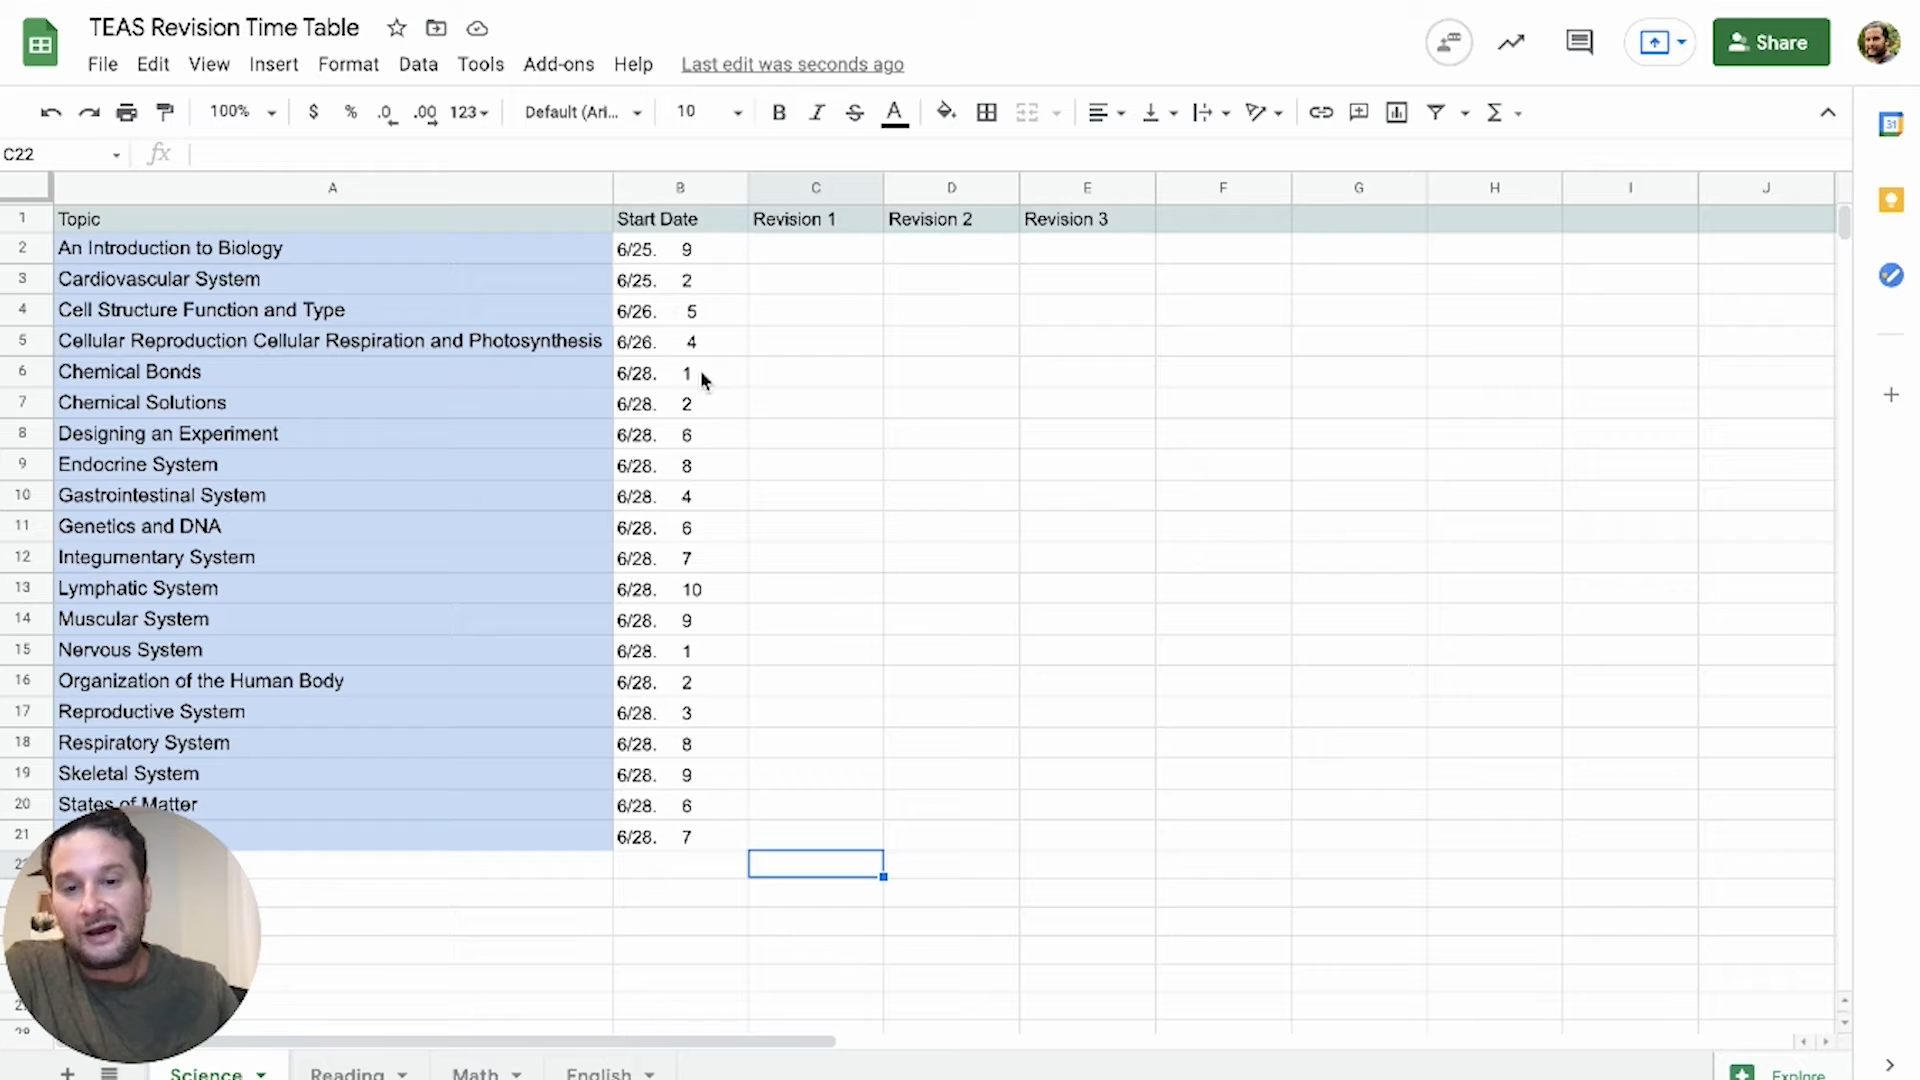 TEAS Revision Time Table
File Edit View Insert Format Data Tools Add-ons Help Last edit was seconds ago
Share
100% $ % .0 .00 123 Default (Ari... 10 B I S A
31
C22 fx
A B C D E F G H I J
1 Topic Start Date Revision 1 Revision 2 Revision 3
2 An Introduction to Biology 6/25. 9
3 Cardiovascular System 6/25. 2
4 Cell Structure Function and Type 6/26. 5
5 Cellular Reproduction Cellular Respiration and Photosynthesis 6/26. 4
6 Chemical Bonds 6/28. 1
7 Chemical Solutions 6/28. 2
8 Designing an Experiment 6/28. 6
9 Endocrine System 6/28. 8
10 Gastrointestinal System 6/28. 4
11 Genetics and DNA 6/28. 6
12 Integumentary System 6/28. 7
13 Lymphatic System 6/28. 10
14 Muscular System 6/28. 9
15 Nervous System 6/28. 1
16 Organization of the Human Body 6/28. 2
17 Reproductive System 6/28. 3
18 Respiratory System 6/28. 8
19 Skeletal System 6/28. 9
20 States of Matter 6/28. 6
21 6/28. 7
28
Science Reading Math English Explore